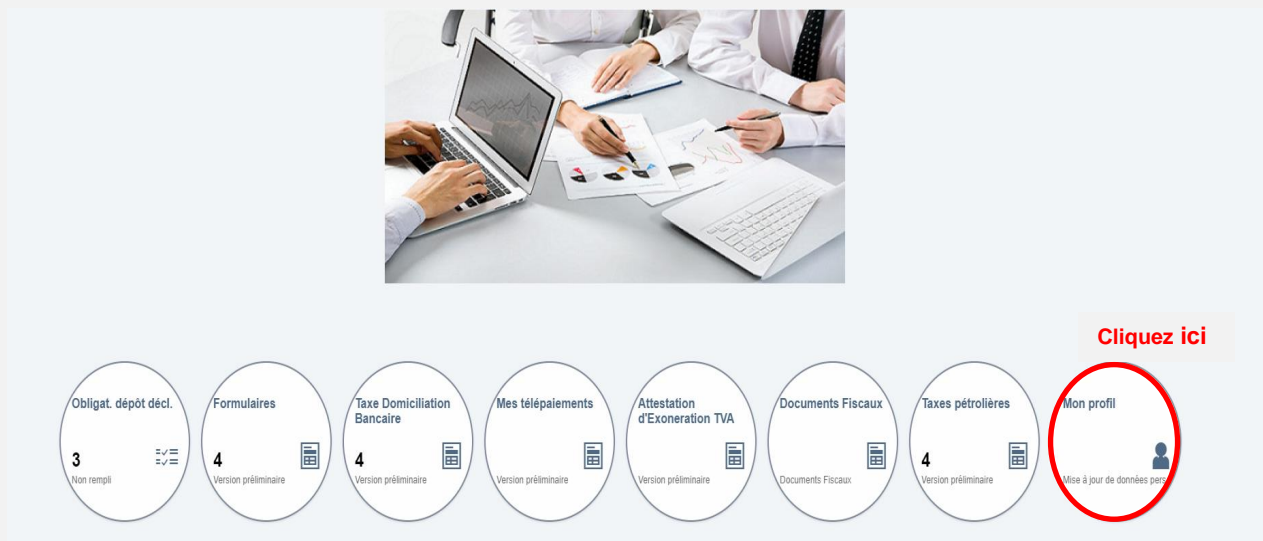 Cliquez ici
Obligat. dépôt décl.
3
Non rempli
Formulaires
4
Version préliminaire
Taxe Domiciliation
Bancaire
4
Version préliminaire
Mes télépaiements
Version préliminaire
Attestation
d'Exoneration TVA
Version préliminaire
Documents Fiscaux
Documents Fiscaux
Taxes pétrolières
4
Version préliminaire
Mon profil
Mise à jour de données pers